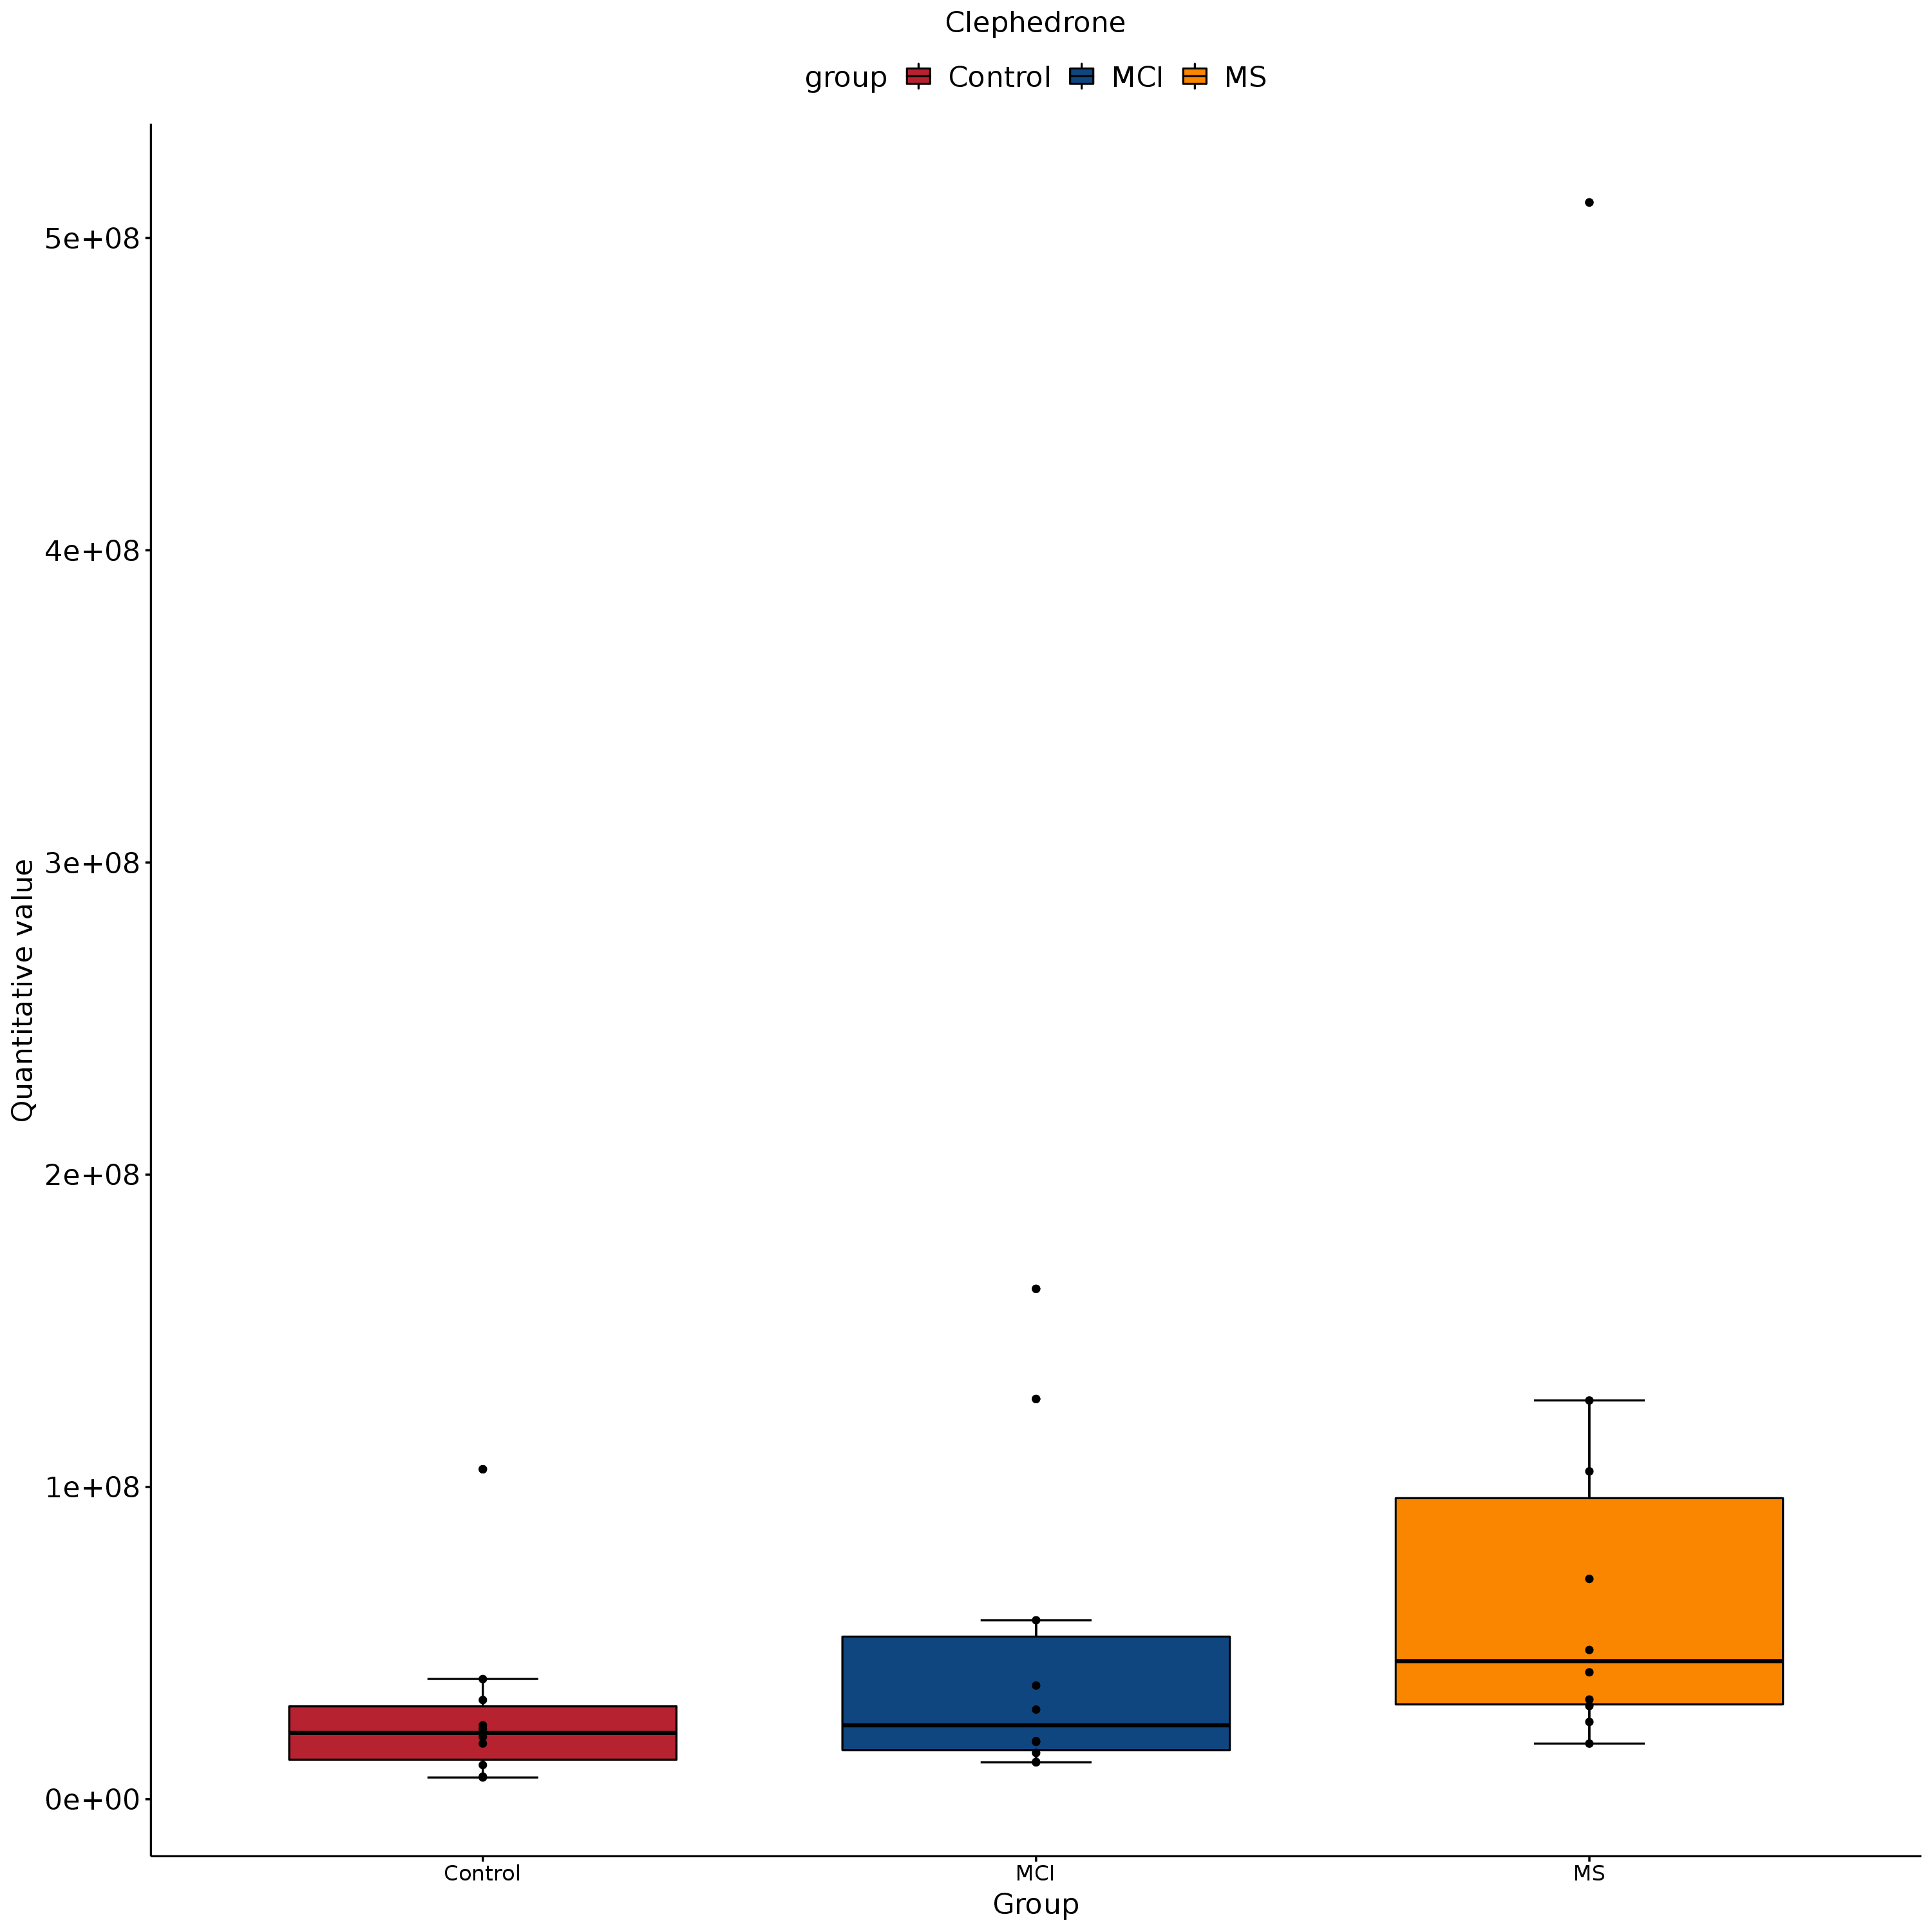 Clephedrone
group Control MCI MS
Quantitative value
5e+08
4e+08
3e+08
2e+08
1e+08
0e+00
Control MCI MS
Group